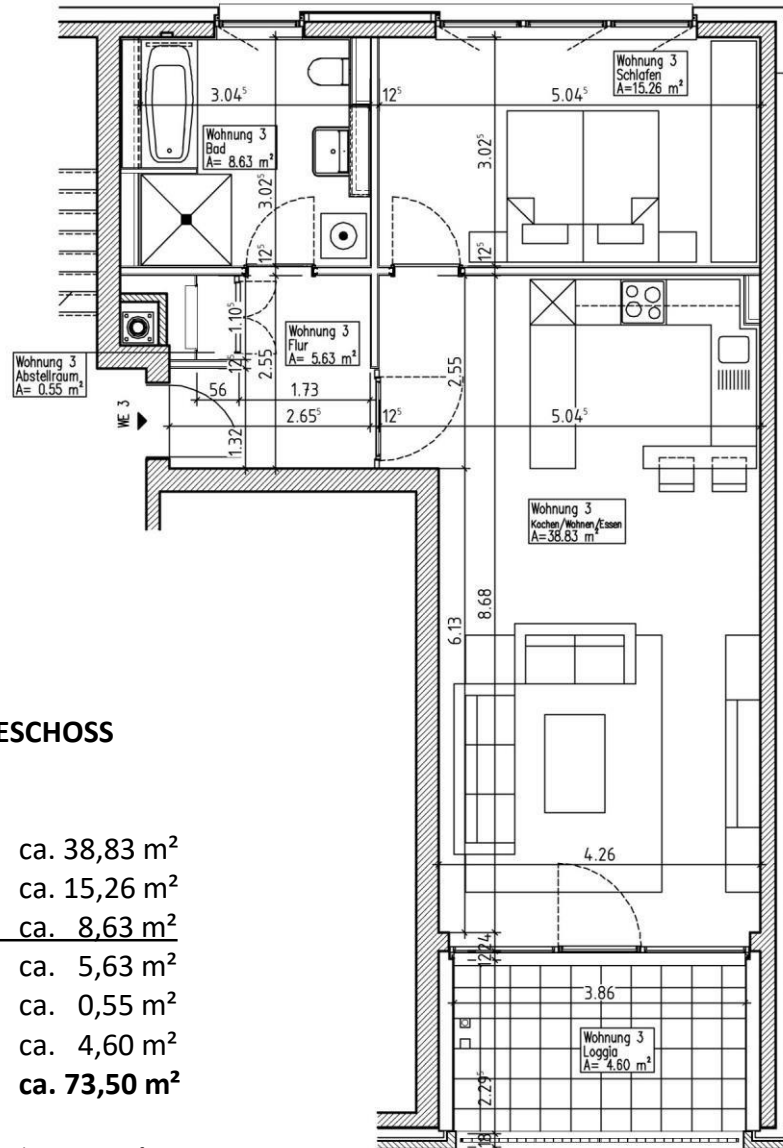 Wohnung 3
Schlafen
A=15.26 m²
3.04⁵
12⁵
5.04⁵
Wohnung 3
Bad
A= 8.63 m²
3.02⁵
3.02⁵
12⁵
12⁵
Wohnung 3
Flur
A= 5.63 m²
1.10⁵
2.55
2.55
Wohnung 3
Abstellraum
A= 0.55 m²
12⁵
56
1.73
2.65⁵
12⁵
5.04⁵
WE 3
1.32
Wohnung 3
Kochen/Wohnen/Essen
A=38.83 m²
8.68
6.13
4.26
ESCHOSS
ca. 38,83 m²
ca. 15,26 m²
ca. 8,63 m²
ca. 5,63 m²
ca. 0,55 m²
ca. 4,60 m²
ca. 73,50 m²
24
12
3.86
Wohnung 3
Loggia
A= 4.60 m²
2.29⁵
18